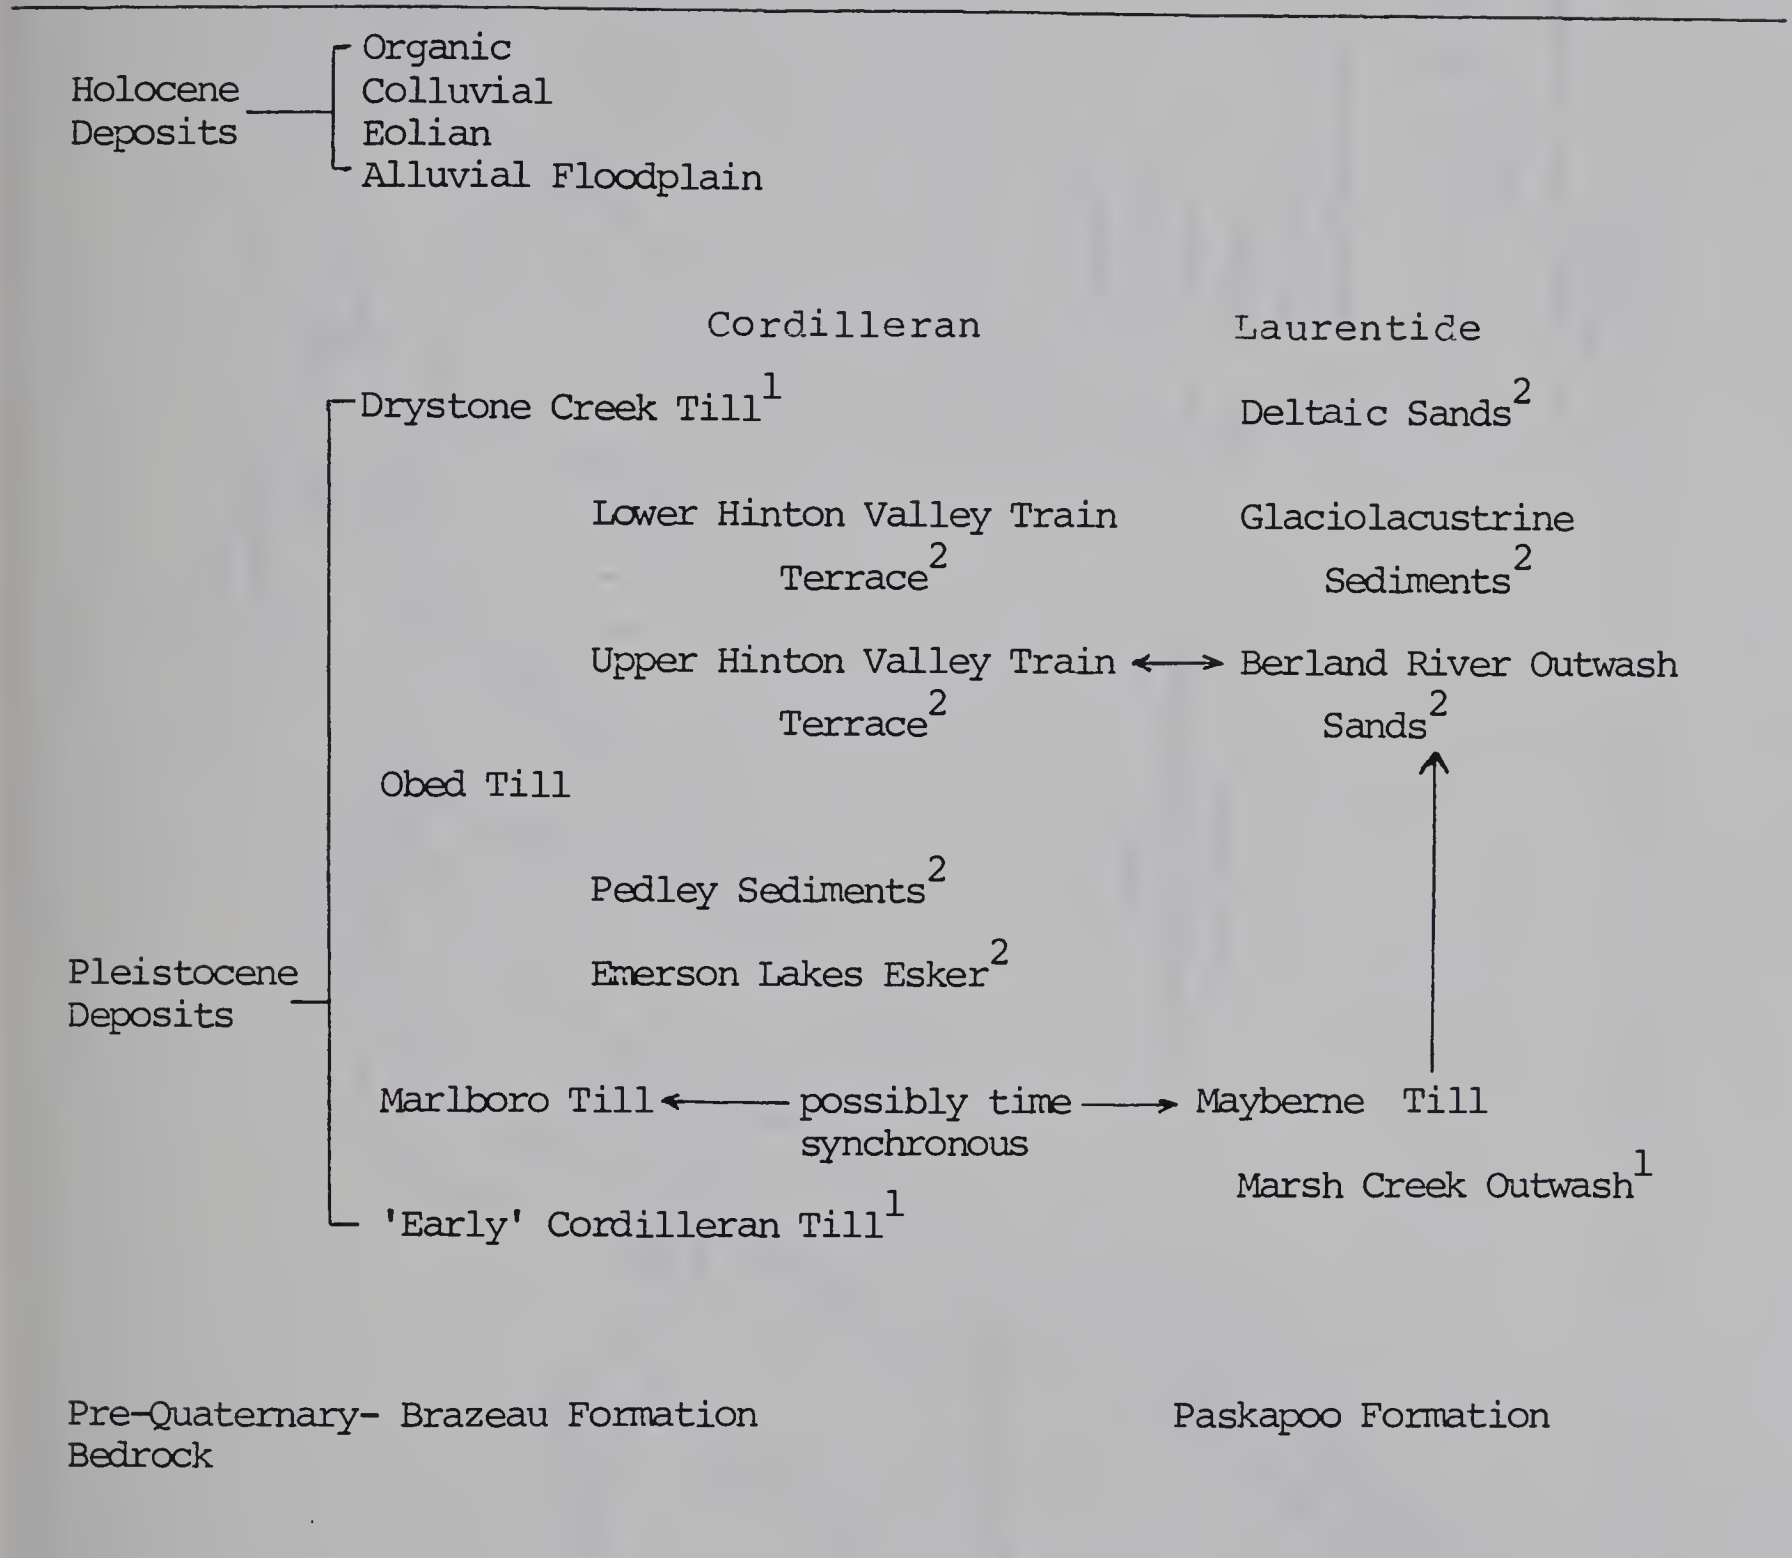 Organic
Holocene
Colluvial
Deposits
Eolian
Alluvial Floodplain
Cordilleran
Laurentide
Drystone Creek Till1
Deltaic Sands2
Lower Hinton Valley Train
Terrace2
Glaciolacustrine
Sediments2
Upper Hinton Valley Train
Terrace2
Berland River Outwash
Sands2
Obed Till
Pedley Sediments2
Emerson Lakes Esker2
Pleistocene
Deposits
Marlboro Till
possibly time
synchronous
Mayberne Till
Marsh Creek Outwash1
'Early' Cordilleran Till1
Pre-Quaternary- Brazeau Formation
Bedrock
Paskapoo Formation